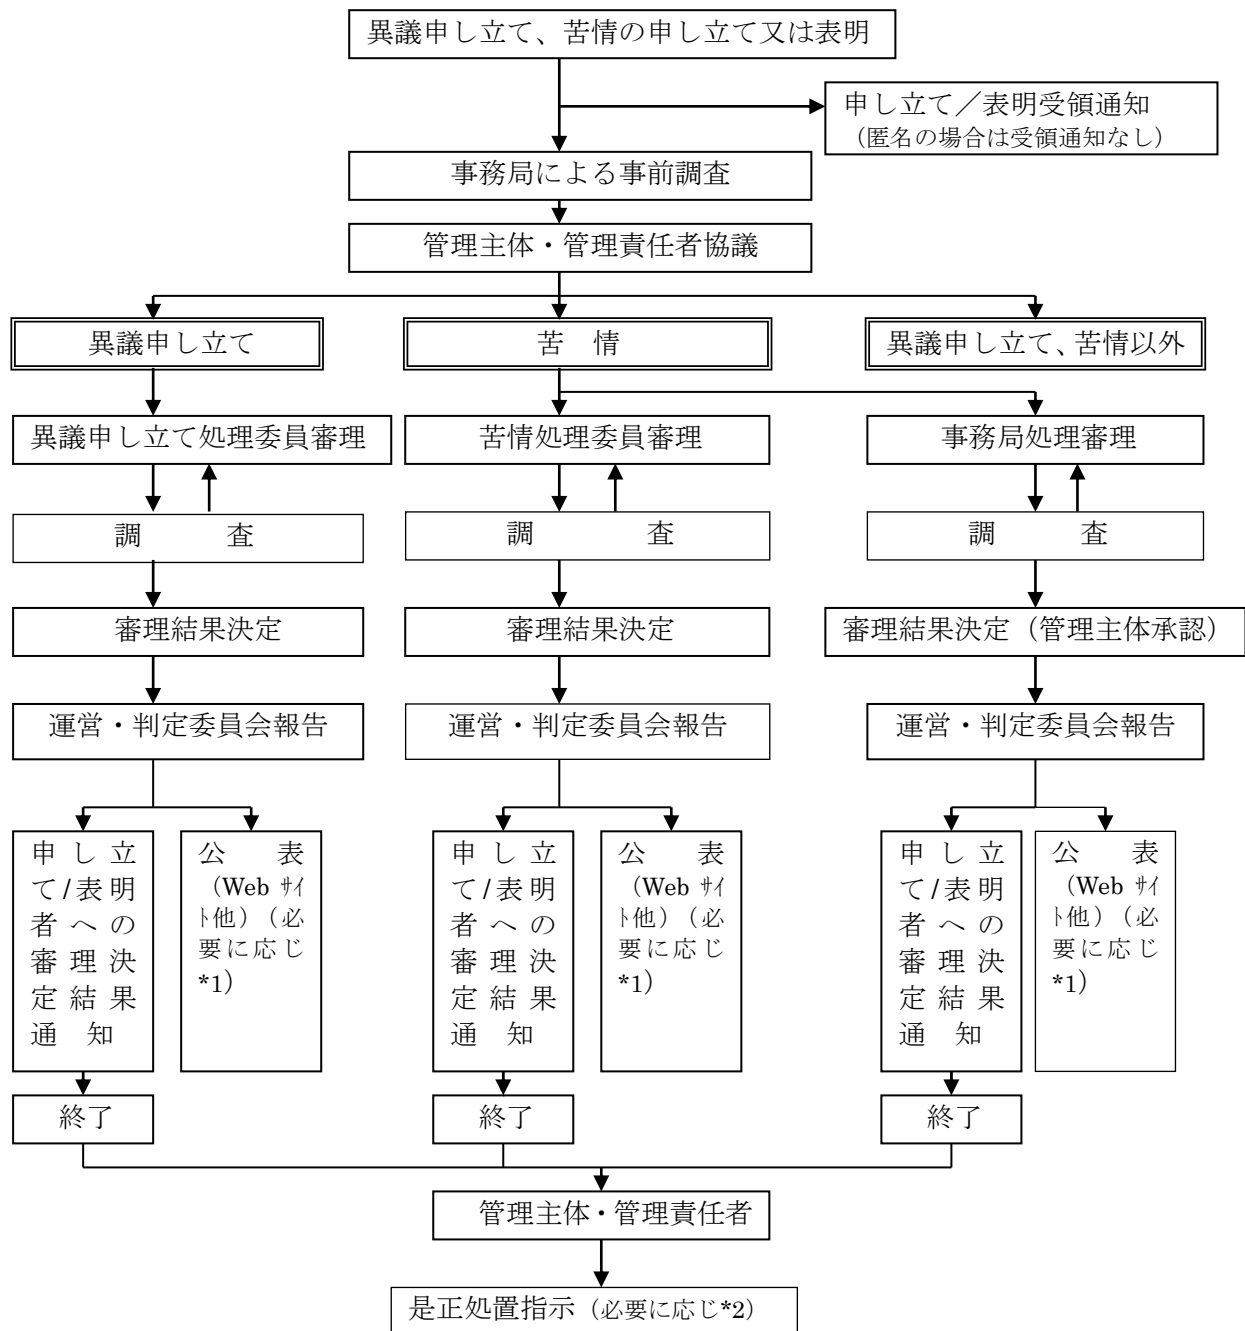 異議申し立て、苦情の申し立て又は表明
申し立て／表明受領通知
（匿名の場合は受領通知なし）
事務局による事前調査
管理主体・管理責任者協議
異議申し立て
苦　情
異議申し立て、苦情以外
異議申し立て処理委員審理
苦情処理委員審理
事務局処理審理
調　　　査
調　　　査
調　　　査
審理結果決定
審理結果決定
審理結果決定（管理主体承認）
運営・判定委員会報告
運営・判定委員会報告
運営・判定委員会報告
申し立
て/表明
者への
審理決
定結果
通　知
公　表
（Web ｻｲ
ﾄ他）（必
要に応じ
*1）
申し立
て/表明
者への
審理決
定結果
通　知
公　表
（Web ｻｲ
ﾄ他）（必
要に応じ
*1）
申し立
て/表明
者への
審理決
定結果
通　知
公　表
（Web ｻｲ
ﾄ他）（必
要に応じ
*1）
終了
終了
終了
管理主体・管理責任者
是正処置指示（必要に応じ*2）